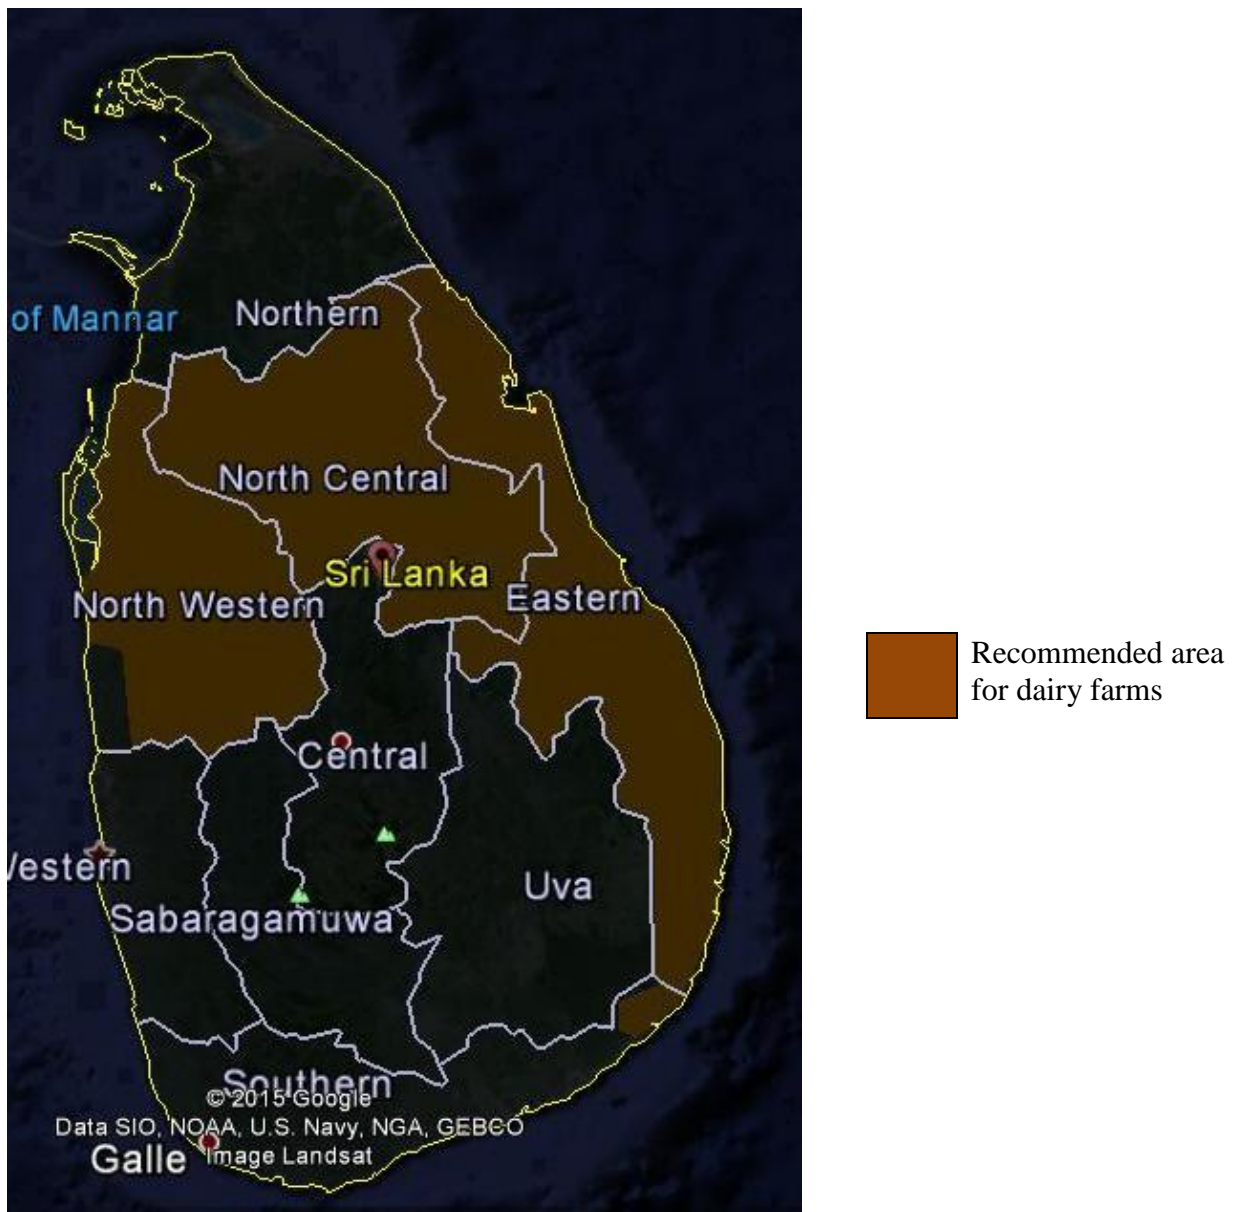 of Mannar
Northern
North Central
Sri Lanka
North Western
Eastern
Recommended area
for dairy farms
Central
Western
Uva
Sabaragamuwa
Southern
© 2015 Google
Data SIO, NOAA, U.S. Navy, NGA, GEBCO
Galle
Image Landsat